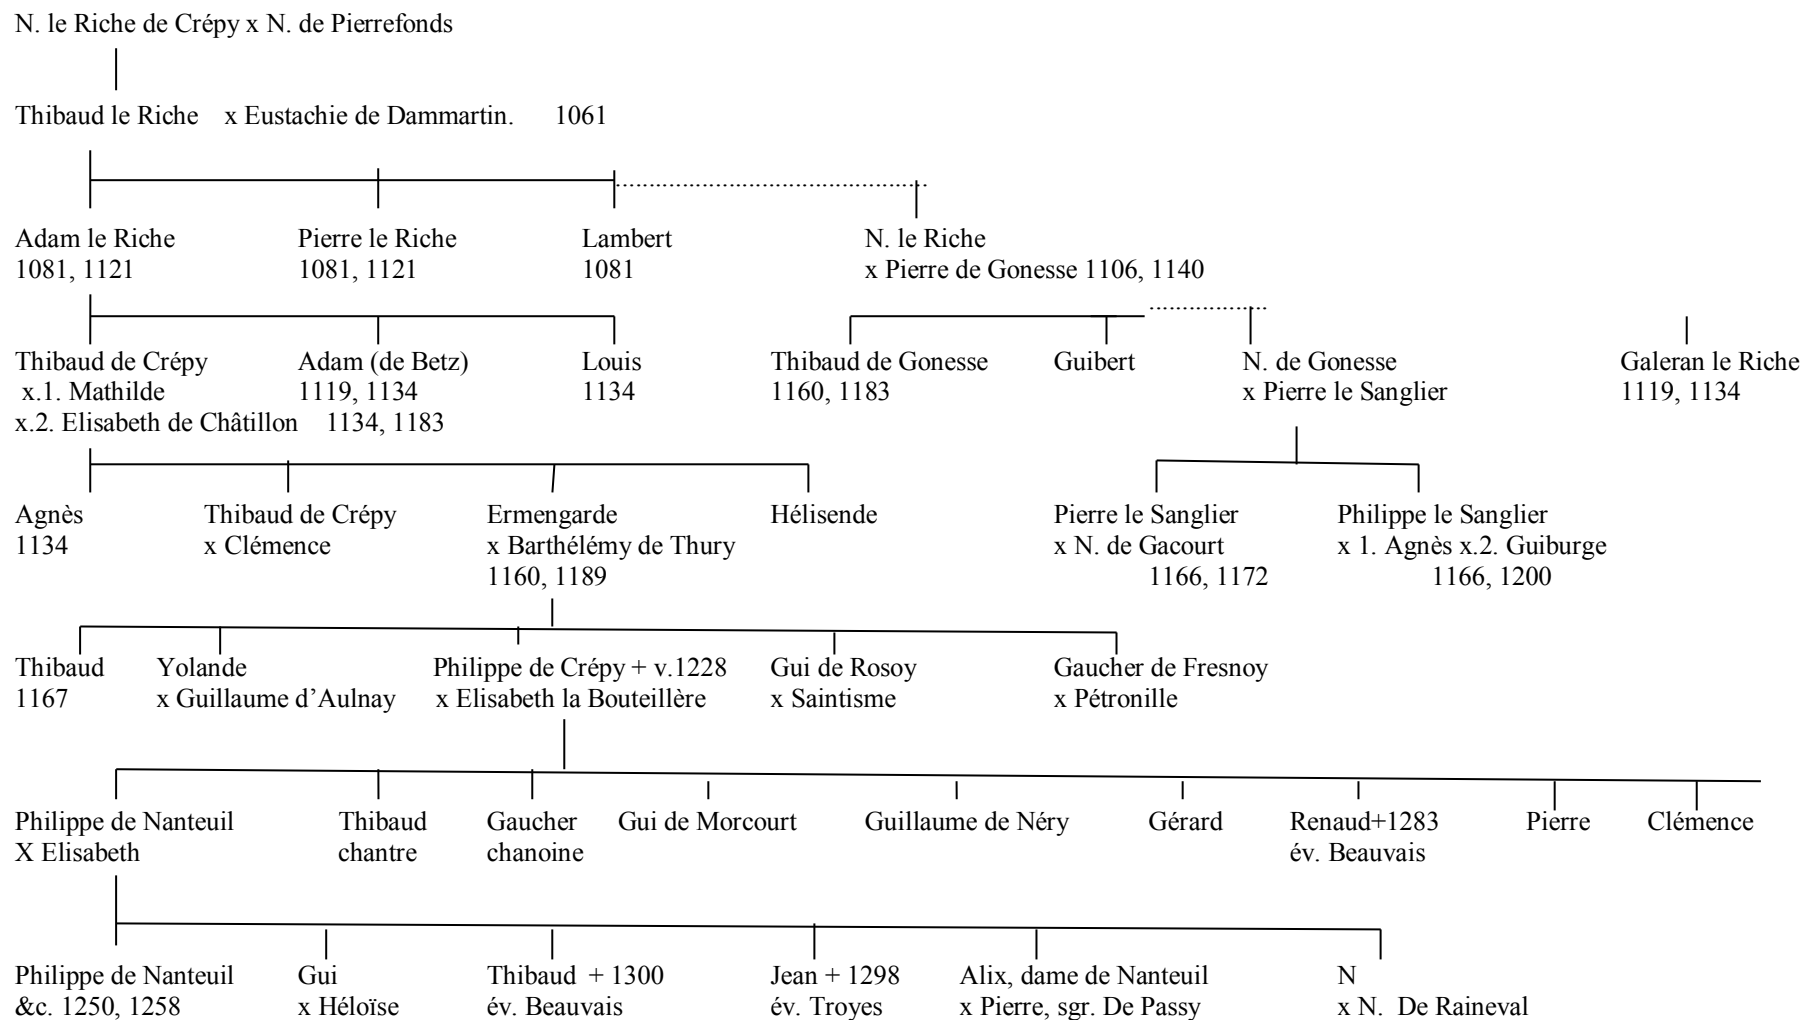 N. le Riche de Crépy x N. de Pierrefonds
Thibaud le Riche x Eustachie de Dammartin. 1061
Adam le Riche Pierre le Riche Lambert N. le Riche
1081, 1121 1081, 1121 1081 x Pierre de Gonesse 1106, 1140
Thibaud de Crépy Adam (de Betz) Louis Thibaud de Gonesse Guibert N. de Gonesse Galeran le Riche
x.1. Mathilde 1119, 1134 1134 1160, 1183 x Pierre le Sanglier 1119, 1134
x.2. Elisabeth de Châtillon 1134, 1183
Agnès Thibaud de Crépy Ermengarde Hélisende Pierre le Sanglier Philippe le Sanglier
1134 x Clémence x Barthélémy de Thury x N. de Gacourt x 1. Agnès x.2. Guiburge
1160, 1189 1166, 1172 1166, 1200
Thibaud Yolande Philippe de Crépy + v.1228 Gui de Rosoy Gaucher de Fresnoy
1167 x Guillaume d’Aulnay x Elisabeth la Bouteillère x Saintisme x Pétronille
Philippe de Nanteuil Thibaud Gaucher Gui de Morcourt Guillaume de Néry Gérard Renaud+1283 Pierre Clémence
X Elisabeth chantre chanoine év. Beauvais
Philippe de Nanteuil Gui Thibaud + 1300 Jean + 1298 Alix, dame de Nanteuil N
&c. 1250, 1258 x Héloïse év. Beauvais év. Troyes x Pierre, sgr. De Passy x N. De Raineval